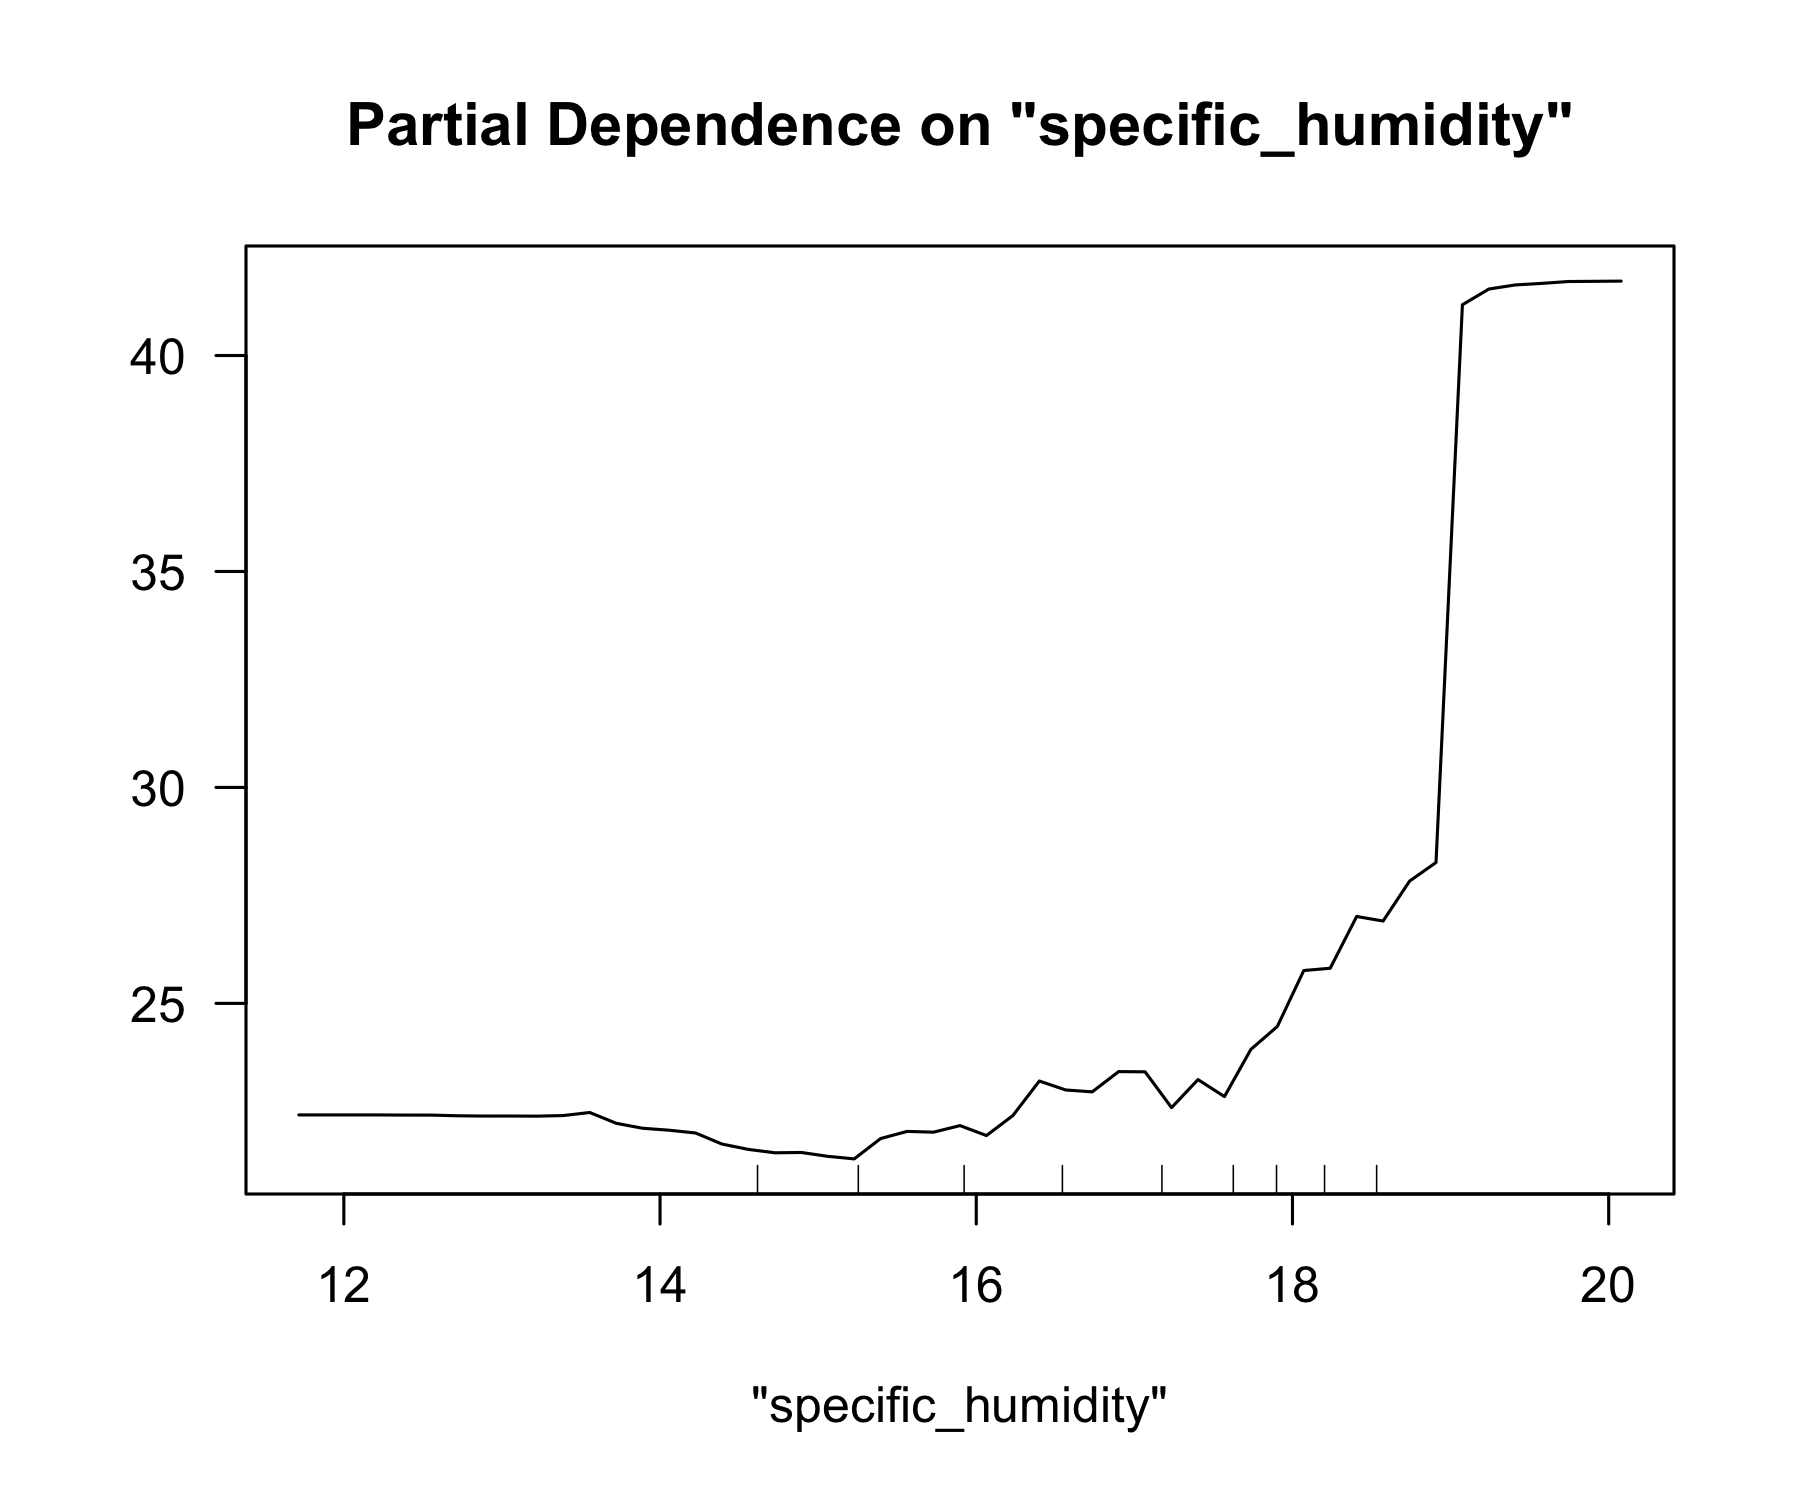 Partial Dependence on "specific_humidity"
40
35
30
25
12 14 16 18 20
"specific_humidity"